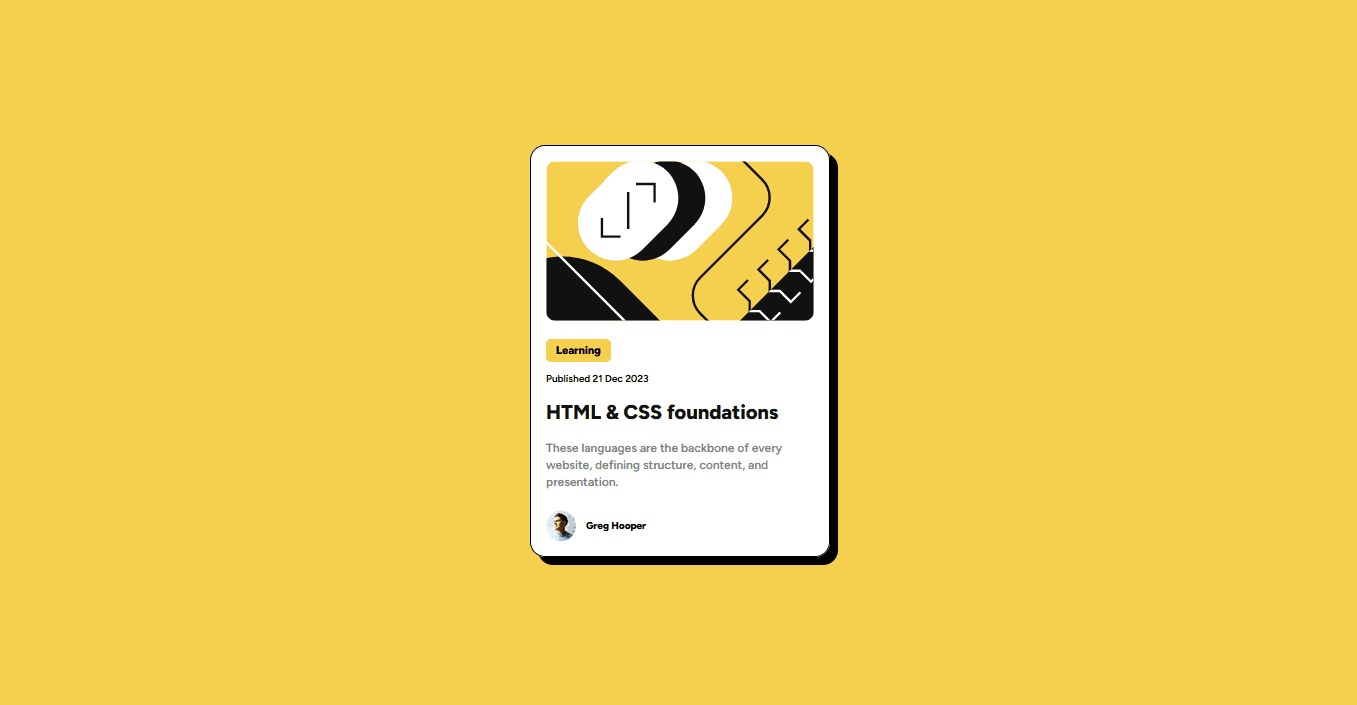 Learning
Published 21 Dec 2023
HTML & CSS foundations
These languages are the backbone of every
website, defining structure, content, and
presentation.
Greg Hooper